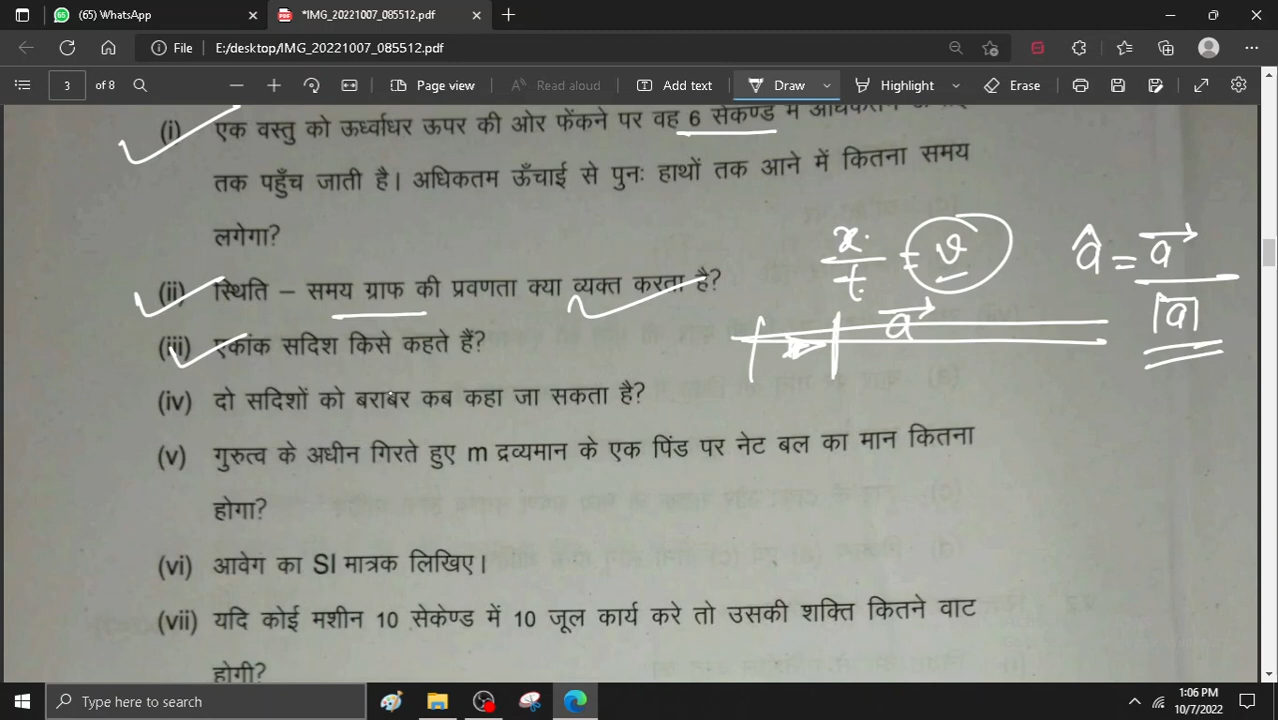 (65) WhatsApp
*IMG_20221007_085512.pdf
File
E:/desktop/IMG_20221007_085512.pdf
3 of 8
Page view
Read aloud
Add text
Draw
Highlight
Erase
(i) एक वस्तु को ऊर्ध्वाधर ऊपर की ओर फेंकने पर वह 6 सेकण्ड में अधिकतम
तक पहुँच जाती है। अधिकतम ऊँचाई से पुनः हाथों तक आने में कितना समय
लगेगा?
x/t = v
â = a⃗/|a|
(ii) स्थिति – समय ग्राफ की प्रवणता क्या व्यक्त करता है?
a⃗
(iii) एकांक सदिश किसे कहते हैं?
(iv) दो सदिशों को बराबर कब कहा जा सकता है?
(v) गुरुत्व के अधीन गिरते हुए m द्रव्यमान के एक पिंड पर नेट बल का मान कितना
होगा?
(vi) आवेग का SI मात्रक लिखिए।
(vii) यदि कोई मशीन 10 सेकेण्ड में 10 जूल कार्य करे तो उसकी शक्ति कितने वाट
होगी?
Type here to search
1:06 PM
10/7/2022